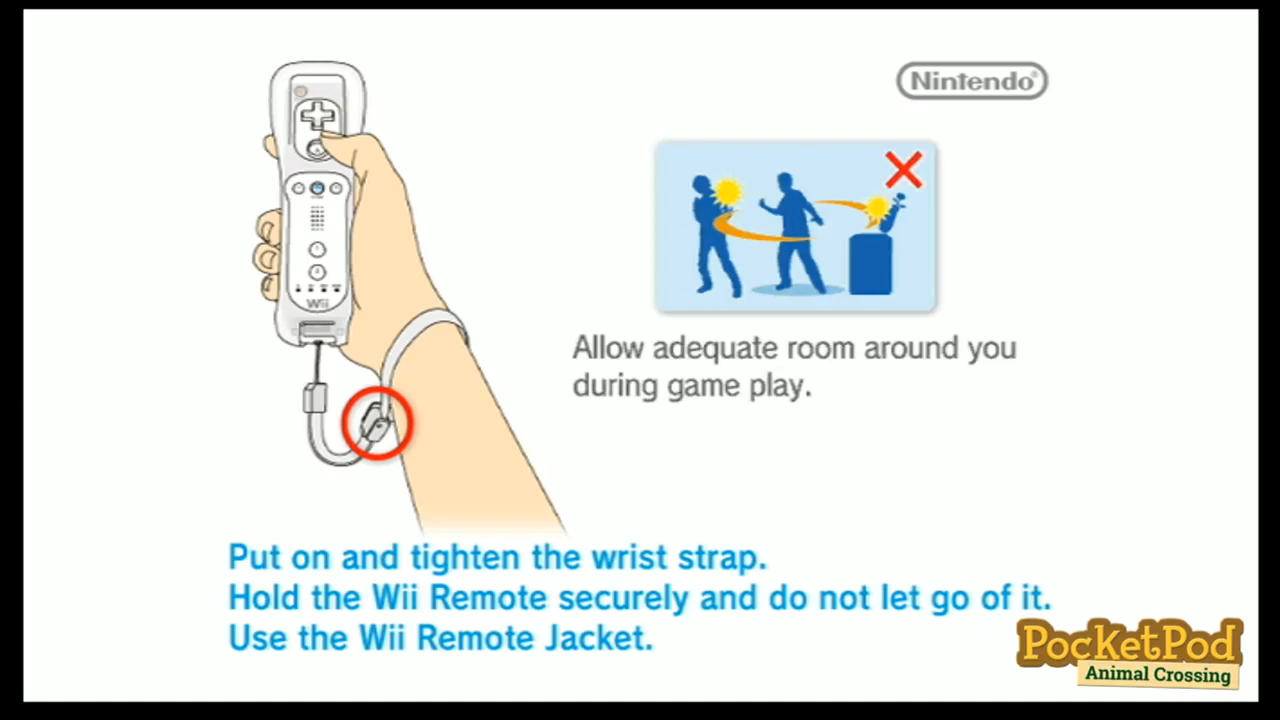 Nintendo®
Allow adequate room around you
during game play.
Wii
Put on and tighten the wrist strap.
Hold the Wii Remote securely and do not let go of it.
Use the Wii Remote Jacket.
PocketPod
Animal Crossing